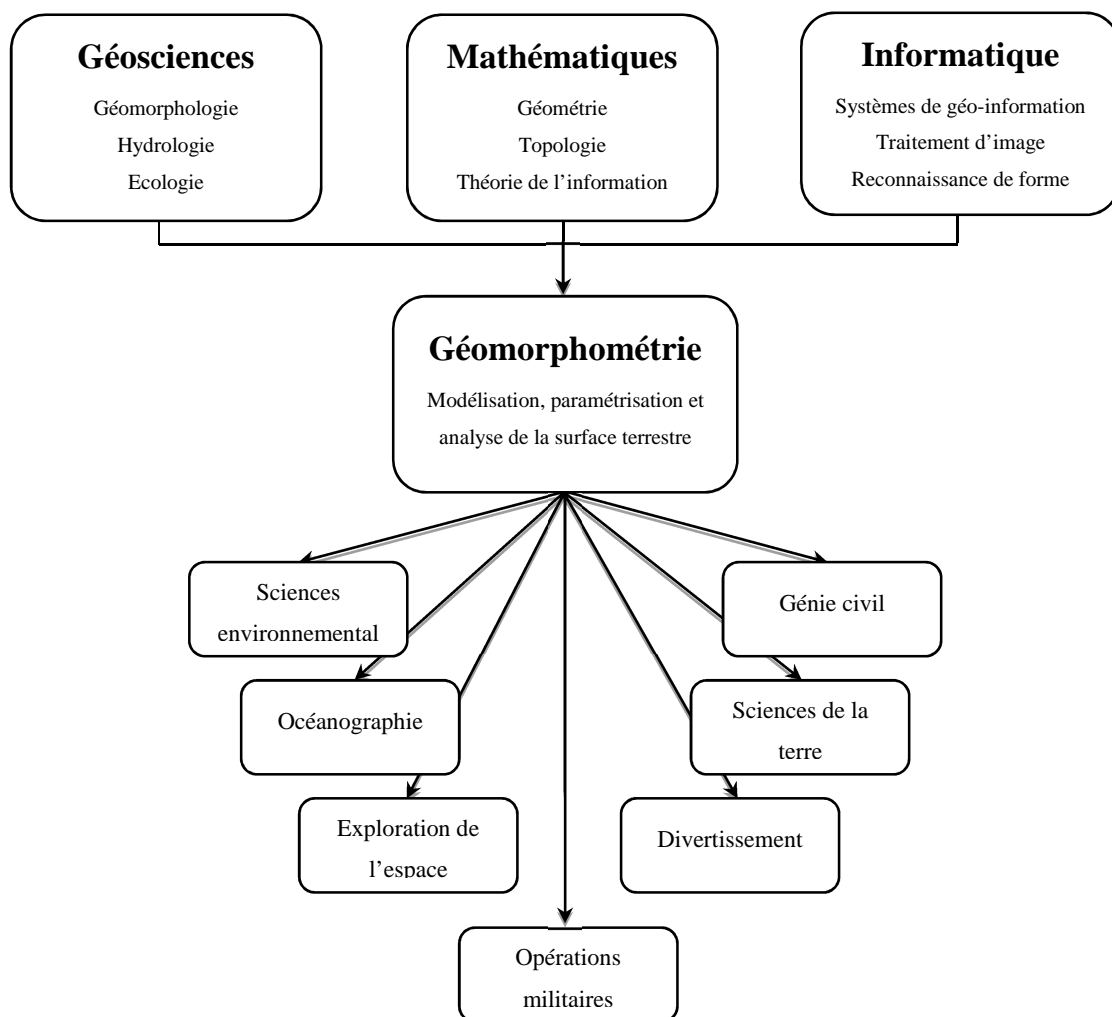 Géosciences
Géomorphologie
Hydrologie
Ecologie
Mathématiques
Géométrie
Topologie
Théorie de l’information
Informatique
Systèmes de géo-information
Traitement d’image
Reconnaissance de forme
Géomorphométrie
Modélisation, paramétrisation et
analyse de la surface terrestre
Sciences
environnemental
Génie civil
Océanographie
Sciences de la
terre
Exploration de
l’espace
Divertissement
Opérations
militaires